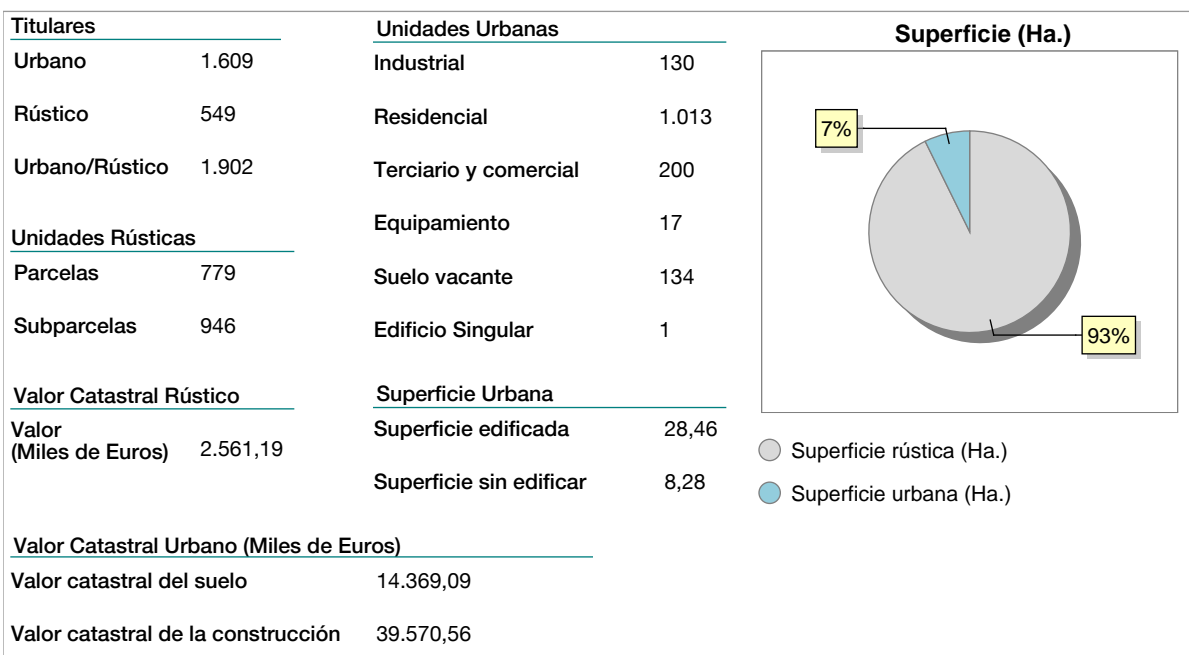 Titulares
Urbano 1.609
Rústico 549
Urbano/Rústico 1.902
Unidades Rústicas
Parcelas 779
Subparcelas 946
Valor Catastral Rústico
Valor
(Miles de Euros) 2.561,19
Unidades Urbanas
Industrial 130
Residencial 1.013
Terciario y comercial 200
Equipamiento 17
Suelo vacante 134
Edificio Singular 1
Superficie Urbana
Superficie edificada 28,46
Superficie sin edificar 8,28
Valor Catastral Urbano (Miles de Euros)
Valor catastral del suelo 14.369,09
Valor catastral de la construcción 39.570,56
Superficie (Ha.)
7%
93%
Superficie rústica (Ha.)
Superficie urbana (Ha.)